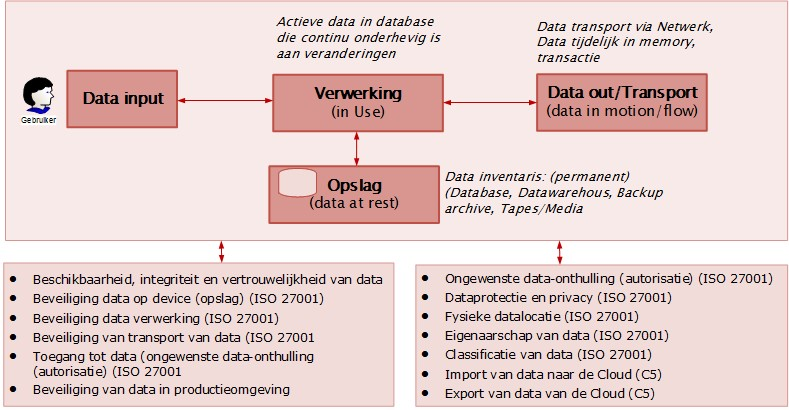 Actieve data in database
die continu onderhevig is
aan veranderingen
Data transport via Netwerk,
Data tijdelijk in memory,
transactie
Gebruiker
Data input
Verwerking
(in Use)
Data out/Transport
(data in motion/flow)
Opslag
(data at rest)
Data inventaris: (permanent)
(Database, Datawarehous, Backup
archive, Tapes/Media
● Beschikbaarheid, integriteit en vertrouwelijkheid van data
● Beveiliging data op device (opslag) (ISO 27001)
● Beveiliging data verwerking (ISO 27001)
● Beveiliging van transport van data (ISO 27001
● Toegang tot data (ongewenste data-onthulling
(autorisatie) (ISO 27001
● Beveiliging van data in productieomgeving
● Ongewenste data-onthulling (autorisatie) (ISO 27001)
● Dataprotectie en privacy (ISO 27001)
● Fysieke datalocatie (ISO 27001)
● Eigenaarschap van data (ISO 27001)
● Classificatie van data (ISO 27001)
● Import van data naar de Cloud (C5)
● Export van data van de Cloud (C5)